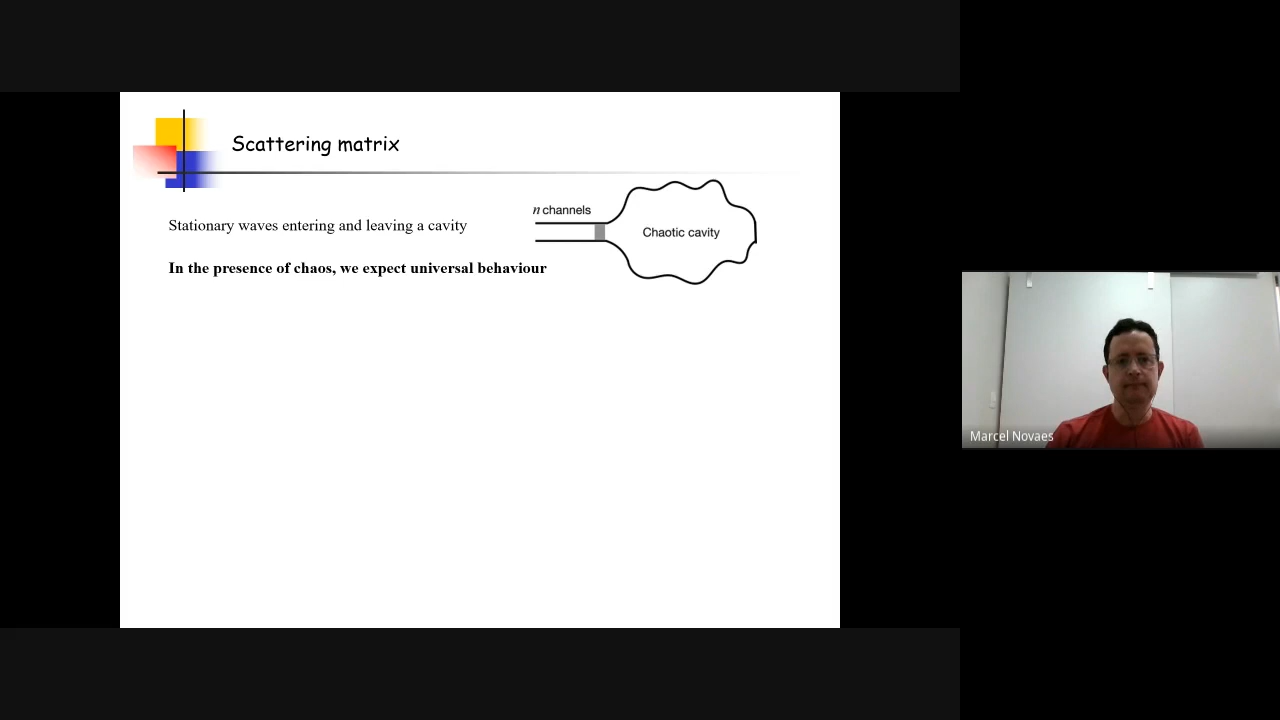 Scattering matrix
n channels
Stationary waves entering and leaving a cavity
Chaotic cavity
In the presence of chaos, we expect universal behaviour
Marcel Novaes